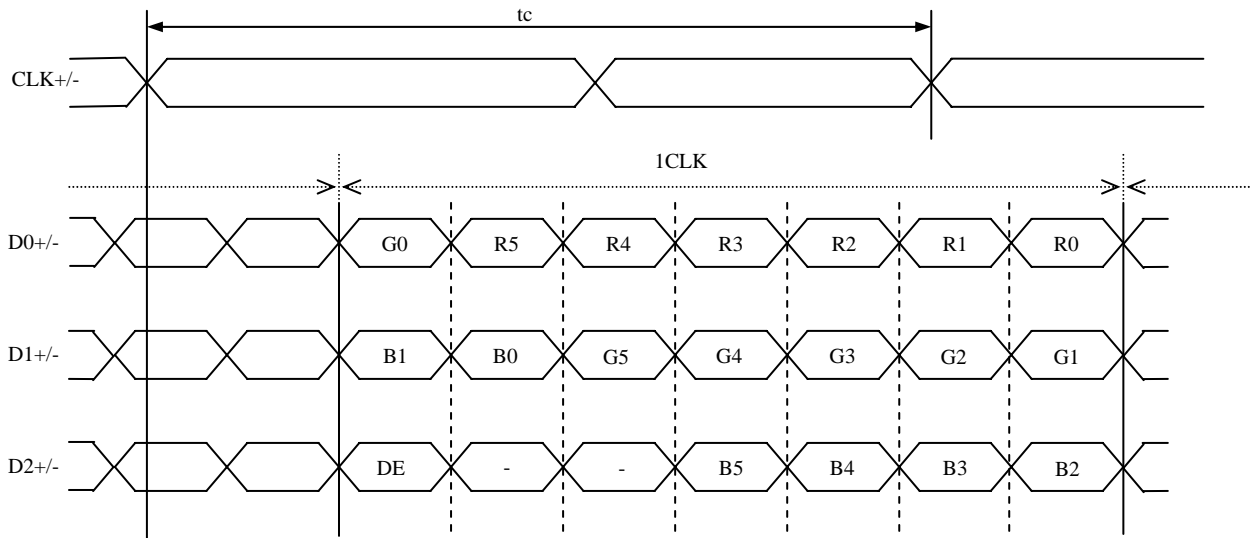 tc
CLK+/-
1CLK
D0+/- G0 R5 R4 R3 R2 R1 R0
D1+/- B1 B0 G5 G4 G3 G2 G1
D2+/- DE - - B5 B4 B3 B2